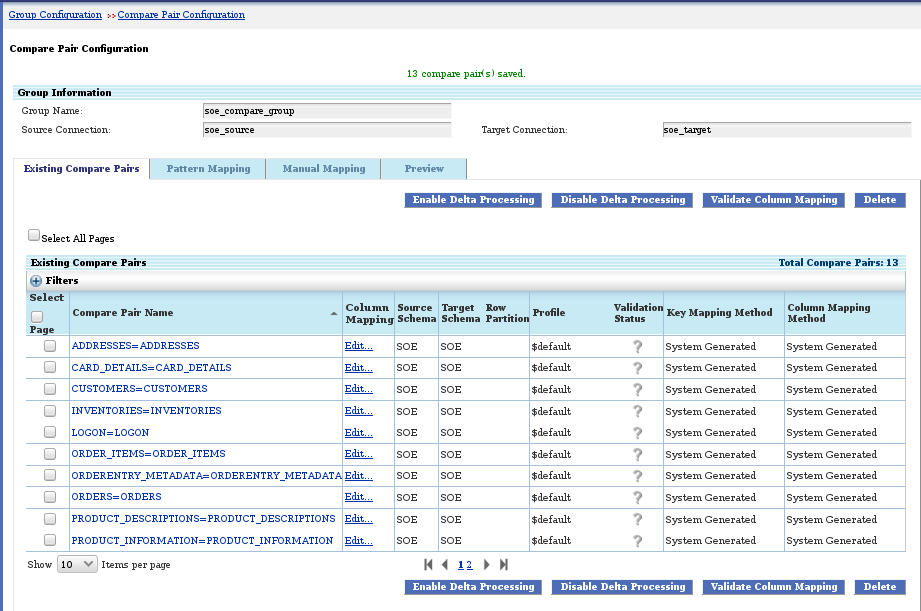 Group Configuration >> Compare Pair Configuration
Compare Pair Configuration
13 compare pair(s) saved.
Group Information
Group Name: soe_compare_group
Source Connection: soe_source Target Connection: soe_target
Existing Compare Pairs Pattern Mapping Manual Mapping Preview
Enable Delta Processing Disable Delta Processing Validate Column Mapping Delete
Select All Pages
Existing Compare Pairs Total Compare Pairs: 13
Filters
Select Page Compare Pair Name Column Mapping Source Schema Target Schema Row Partition Profile Validation Status Key Mapping Method Column Mapping Method
ADDRESSES=ADDRESSES Edit... SOE SOE $default ? System Generated System Generated
CARD_DETAILS=CARD_DETAILS Edit... SOE SOE $default ? System Generated System Generated
CUSTOMERS=CUSTOMERS Edit... SOE SOE $default ? System Generated System Generated
INVENTORIES=INVENTORIES Edit... SOE SOE $default ? System Generated System Generated
LOGON=LOGON Edit... SOE SOE $default ? System Generated System Generated
ORDER_ITEMS=ORDER_ITEMS Edit... SOE SOE $default ? System Generated System Generated
ORDERENTRY_METADATA=ORDERENTRY_METADATA Edit... SOE SOE $default ? System Generated System Generated
ORDERS=ORDERS Edit... SOE SOE $default ? System Generated System Generated
PRODUCT_DESCRIPTIONS=PRODUCT_DESCRIPTIONS Edit... SOE SOE $default ? System Generated System Generated
PRODUCT_INFORMATION=PRODUCT_INFORMATION Edit... SOE SOE $default ? System Generated System Generated
Show 10 Items per page 1 2
Enable Delta Processing Disable Delta Processing Validate Column Mapping Delete